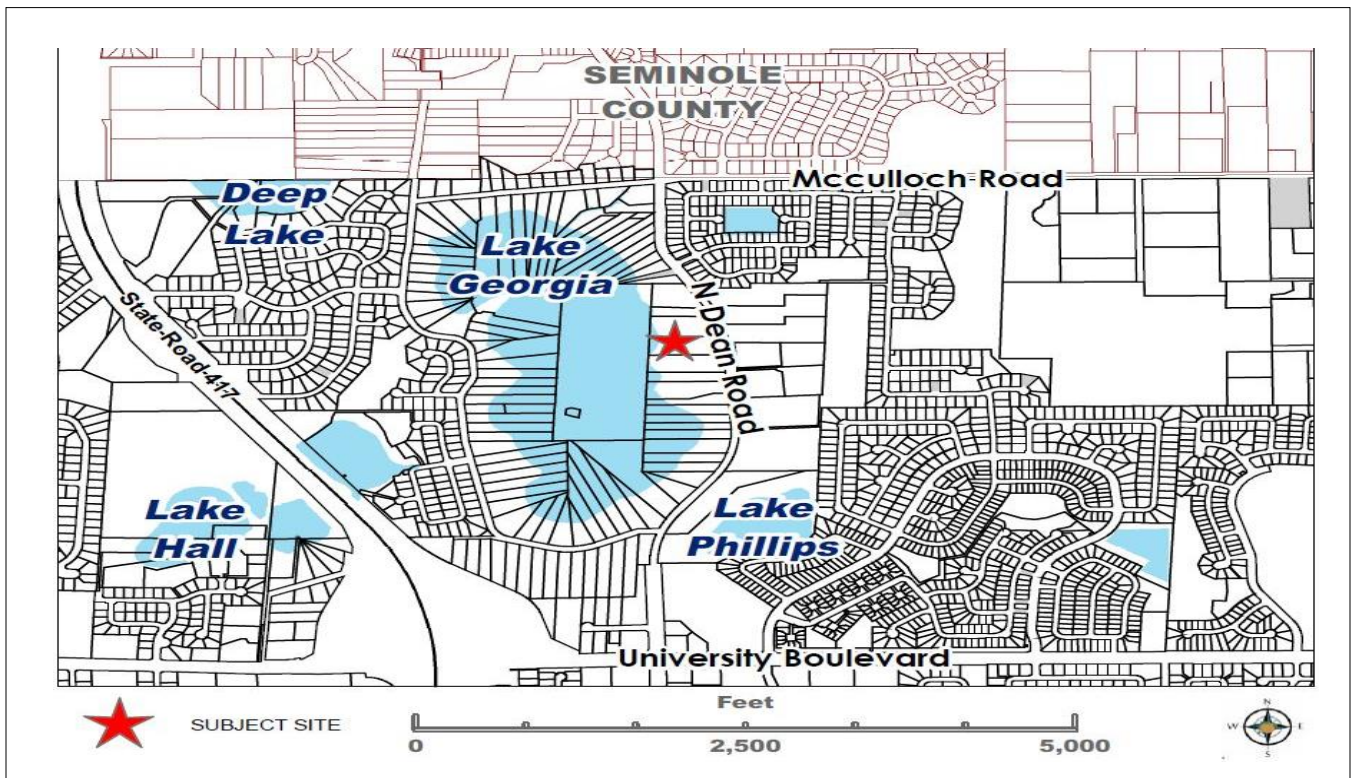 SEMINOLE
COUNTY
Mcculloch Road
Deep
Lake
Lake
Georgia
N Dean Road
State Road 417
Lake
Hall
Lake
Phillips
University Boulevard
SUBJECT SITE
Feet
0
2,500
5,000
N
W
E
S